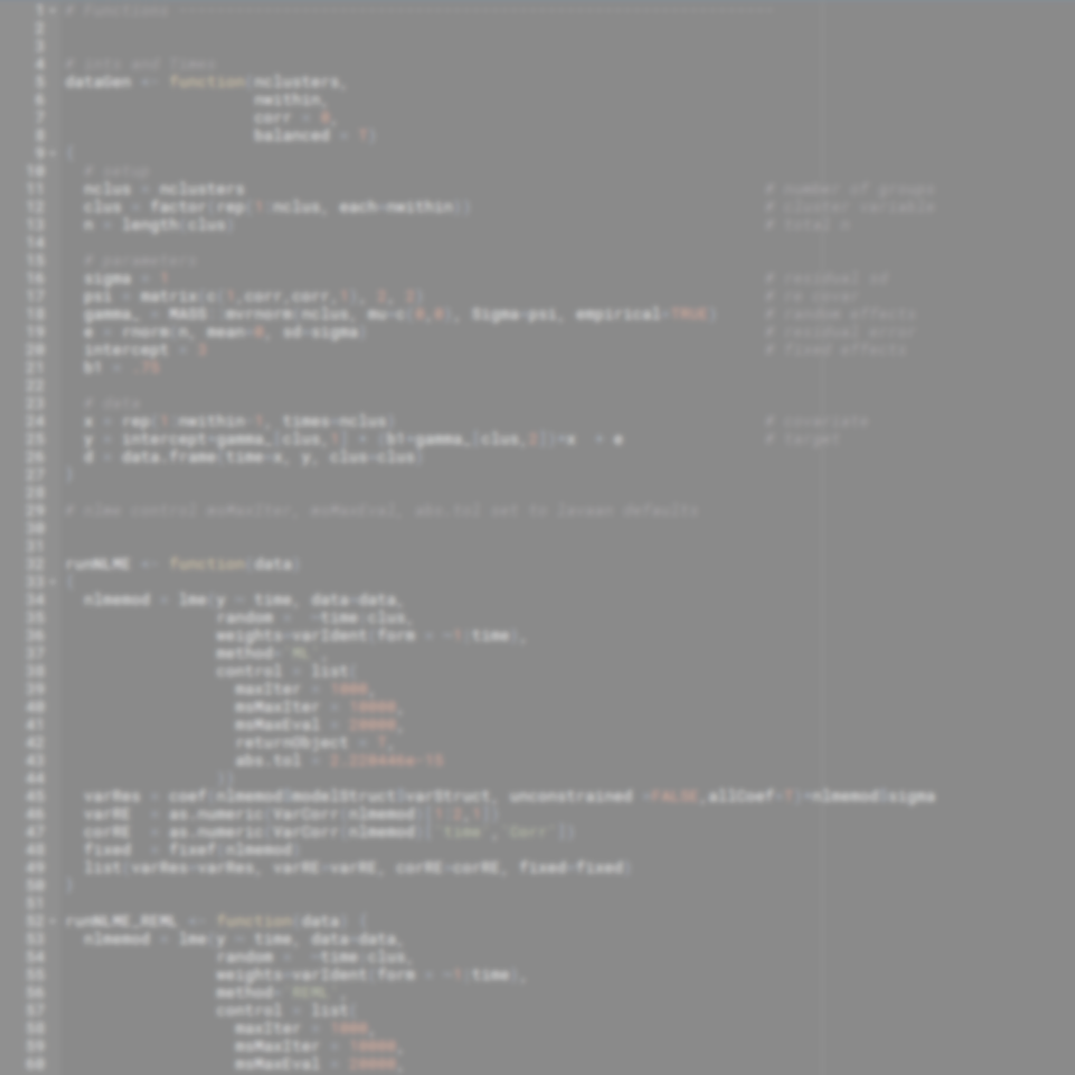 1 # Functions
2
3
4 # ints and Times
5 dataGen <- function(nclusters,
6 nwithin,
7 corr = 0,
8 balanced = T)
9 {
10 # setup
11 nclus = nclusters # number of groups
12 clus = factor(rep(1:nclus, each=nwithin)) # cluster variable
13 n = length(clus) # total n
14
15 # parameters
16 sigma = 1 # residual sd
17 psi = matrix(c(1,corr,corr,1), 2, 2) # re covar
18 gamma_ = MASS::mvrnorm(nclus, mu=c(0,0), Sigma=psi, empirical=TRUE) # random effects
19 e = rnorm(n, mean=0, sd=sigma) # residual error
20 intercept = 3 # fixed effects
21 b1 = .75
22
23 # data
24 x = rep(1:nwithin-1, times=nclus) # covariate
25 y = intercept+gamma_[clus,1] + (b1+gamma_[clus,2])*x + e # target
26 d = data.frame(time=x, y, clus=clus)
27 }
28
29 # nlme control msMaxIter, msMaxEval, abs.tol set to lavaan defaults
30
31
32 runNLME <- function(data)
33 {
34 nlmemod = lme(y ~ time, data=data,
35 random = ~time|clus,
36 weights=varIdent(form = ~1|time),
37 method='ML',
38 control = list(
39 maxIter = 1000,
40 msMaxIter = 10000,
41 msMaxEval = 20000,
42 returnObject = T,
43 abs.tol = 2.220446e-15
44 ))
45 varRes = coef(nlmemod$modelStruct$varStruct, unconstrained =FALSE,allCoef=T)*nlmemod$sigma
46 varRE = as.numeric(VarCorr(nlmemod)[1:2,1])
47 corRE = as.numeric(VarCorr(nlmemod)['time','Corr'])
48 fixed = fixef(nlmemod)
49 list(varRes=varRes, varRE=varRE, corRE=corRE, fixed=fixed)
50 }
51
52 runNLME_REML <- function(data) {
53 nlmemod = lme(y ~ time, data=data,
54 random = ~time|clus,
55 weights=varIdent(form = ~1|time),
56 method='REML',
57 control = list(
58 maxIter = 1000,
59 msMaxIter = 10000,
60 msMaxEval = 20000,